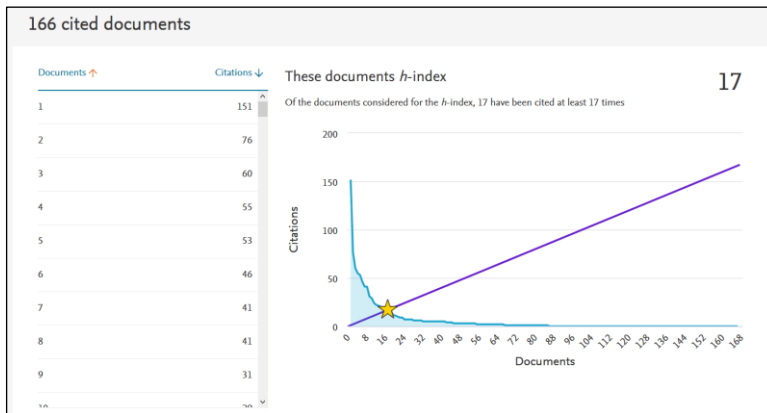 166 cited documents
Documents ↑ Citations ↓
1 151
2 76
3 60
4 55
5 53
6 46
7 41
8 41
9 31
These documents h-index
17
Of the documents considered for the h-index, 17 have been cited at least 17 times
200
150
100
50
0
Citations
0 8 16 24 32 40 48 56 64 72 80 88 96 104 112 120 128 136 144 152 160 168
Documents